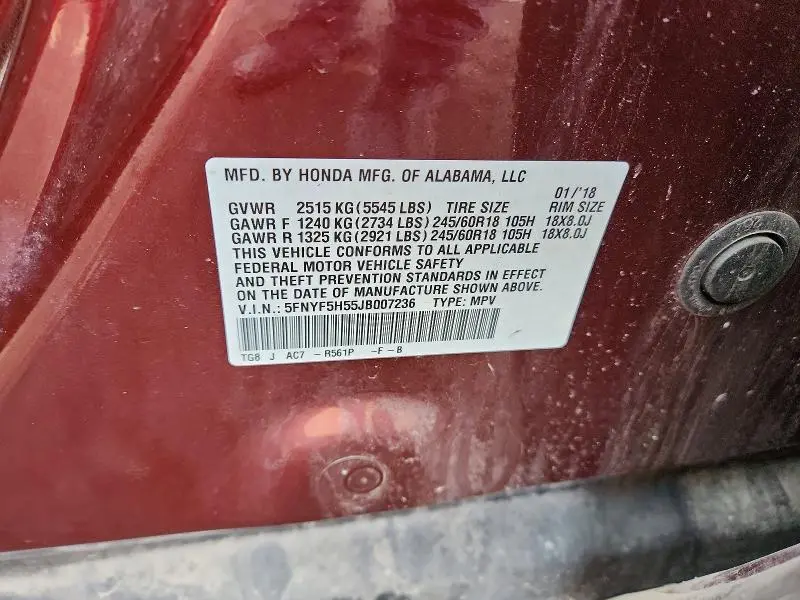 MFD. BY HONDA MFG. OF ALABAMA, LLC
01/'18
GVWR 2515 KG (5545 LBS) TIRE SIZE RIM SIZE
GAWR F 1240 KG (2734 LBS) 245/60R18 105H 18X8.0J
GAWR R 1325 KG (2921 LBS) 245/60R18 105H 18X8.0J
THIS VEHICLE CONFORMS TO ALL APPLICABLE
FEDERAL MOTOR VEHICLE SAFETY
AND THEFT PREVENTION STANDARDS IN EFFECT
ON THE DATE OF MANUFACTURE SHOWN ABOVE.
V.I.N.: 5FNYF5H55JB007236 TYPE: MPV
TG8 J AC7 -R561P -F-B